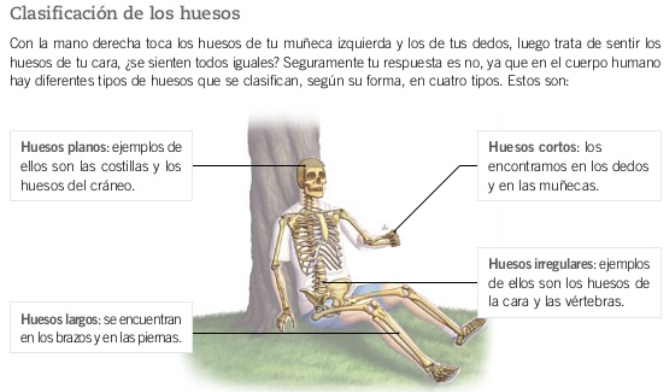 Clasificación de los huesos
Con la mano derecha toca los huesos de tu muñeca izquierda y los de tus dedos, luego trata de sentir los
huesos de tu cara, ¿se sienten todos iguales? Seguramente tu respuesta es no, ya que en el cuerpo humano
hay diferentes tipos de huesos que se clasifican, según su forma, en cuatro tipos. Estos son:
Huesos planos: ejemplos de
ellos son las costillas y los
huesos del cráneo.
Huesos cortos: los
encontramos en los dedos
y en las muñecas.
Huesos irregulares: ejemplos
de ellos son los huesos de
la cara y las vértebras.
Huesos largos: se encuentran
en los brazos y en las piernas.